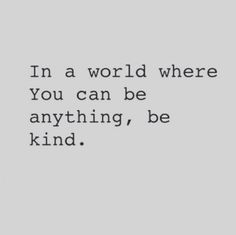 In a world where
You can be
anything, be
kind.